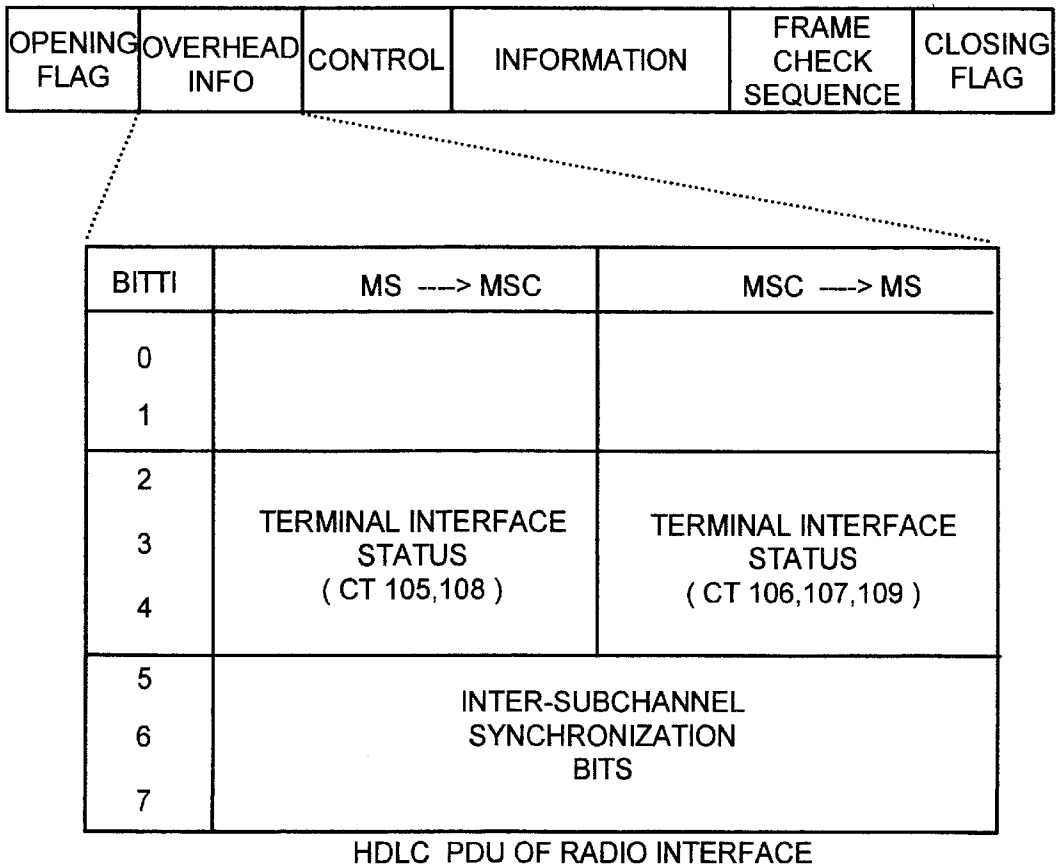 OPENING FLAG
OVERHEAD INFO
CONTROL
INFORMATION
FRAME CHECK SEQUENCE
CLOSING FLAG
BITTI
MS ----> MSC
MSC ----> MS
0
1
2
3
4
TERMINAL INTERFACE
STATUS
( CT 105,108 )
TERMINAL INTERFACE
STATUS
( CT 106,107,109 )
5
6
7
INTER-SUBCHANNEL
SYNCHRONIZATION
BITS
HDLC PDU OF RADIO INTERFACE